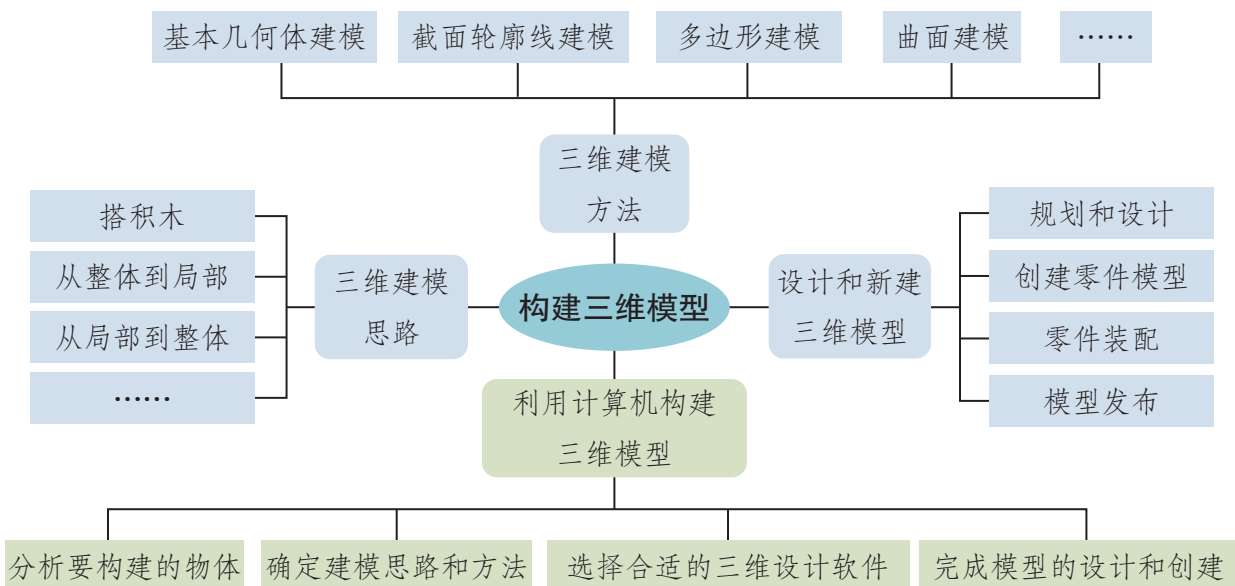 基本几何体建模
截面轮廓线建模
多边形建模
曲面建模
……
三维建模
方法
搭积木
从整体到局部
从局部到整体
……
三维建模
思路
构建三维模型
设计和新建
三维模型
规划和设计
创建零件模型
零件装配
模型发布
利用计算机构建
三维模型
分析要构建的物体
确定建模思路和方法
选择合适的三维设计软件
完成模型的设计和创建